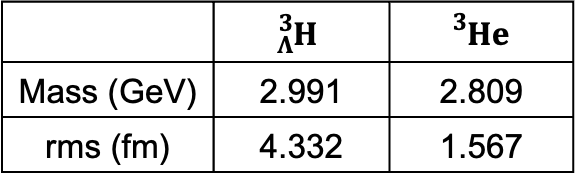 ³ΛH ³He
Mass (GeV) 2.991 2.809
rms (fm) 4.332 1.567